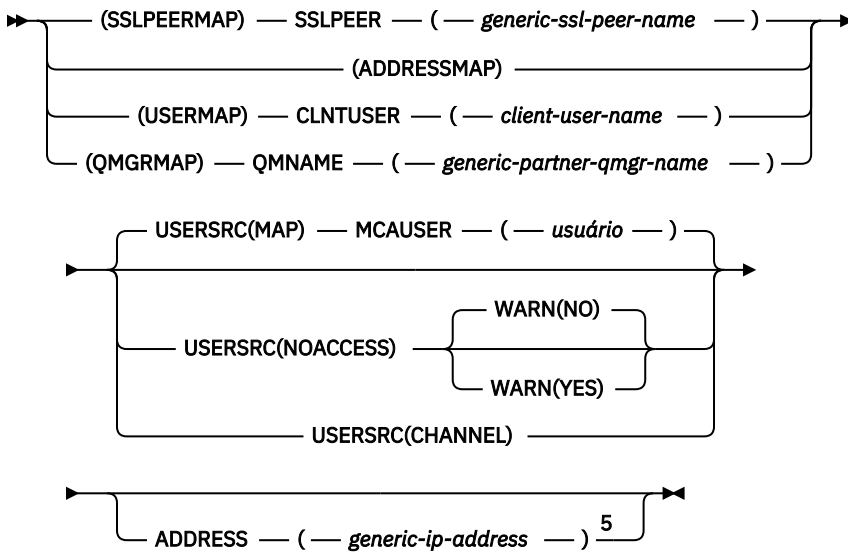 (SSLPEERMAP) SSLPEER ( generic-ssl-peer-name )
(ADDRESSMAP)
(USERMAP) CLNTUSER ( client-user-name )
(QMGRMAP) QMNAME ( generic-partner-qmgr-name )
USERSRC(MAP) MCAUSER ( usuário )
WARN(NO)
USERSRC(NOACCESS)
WARN(YES)
USERSRC(CHANNEL)
ADDRESS ( generic-ip-address ) 5